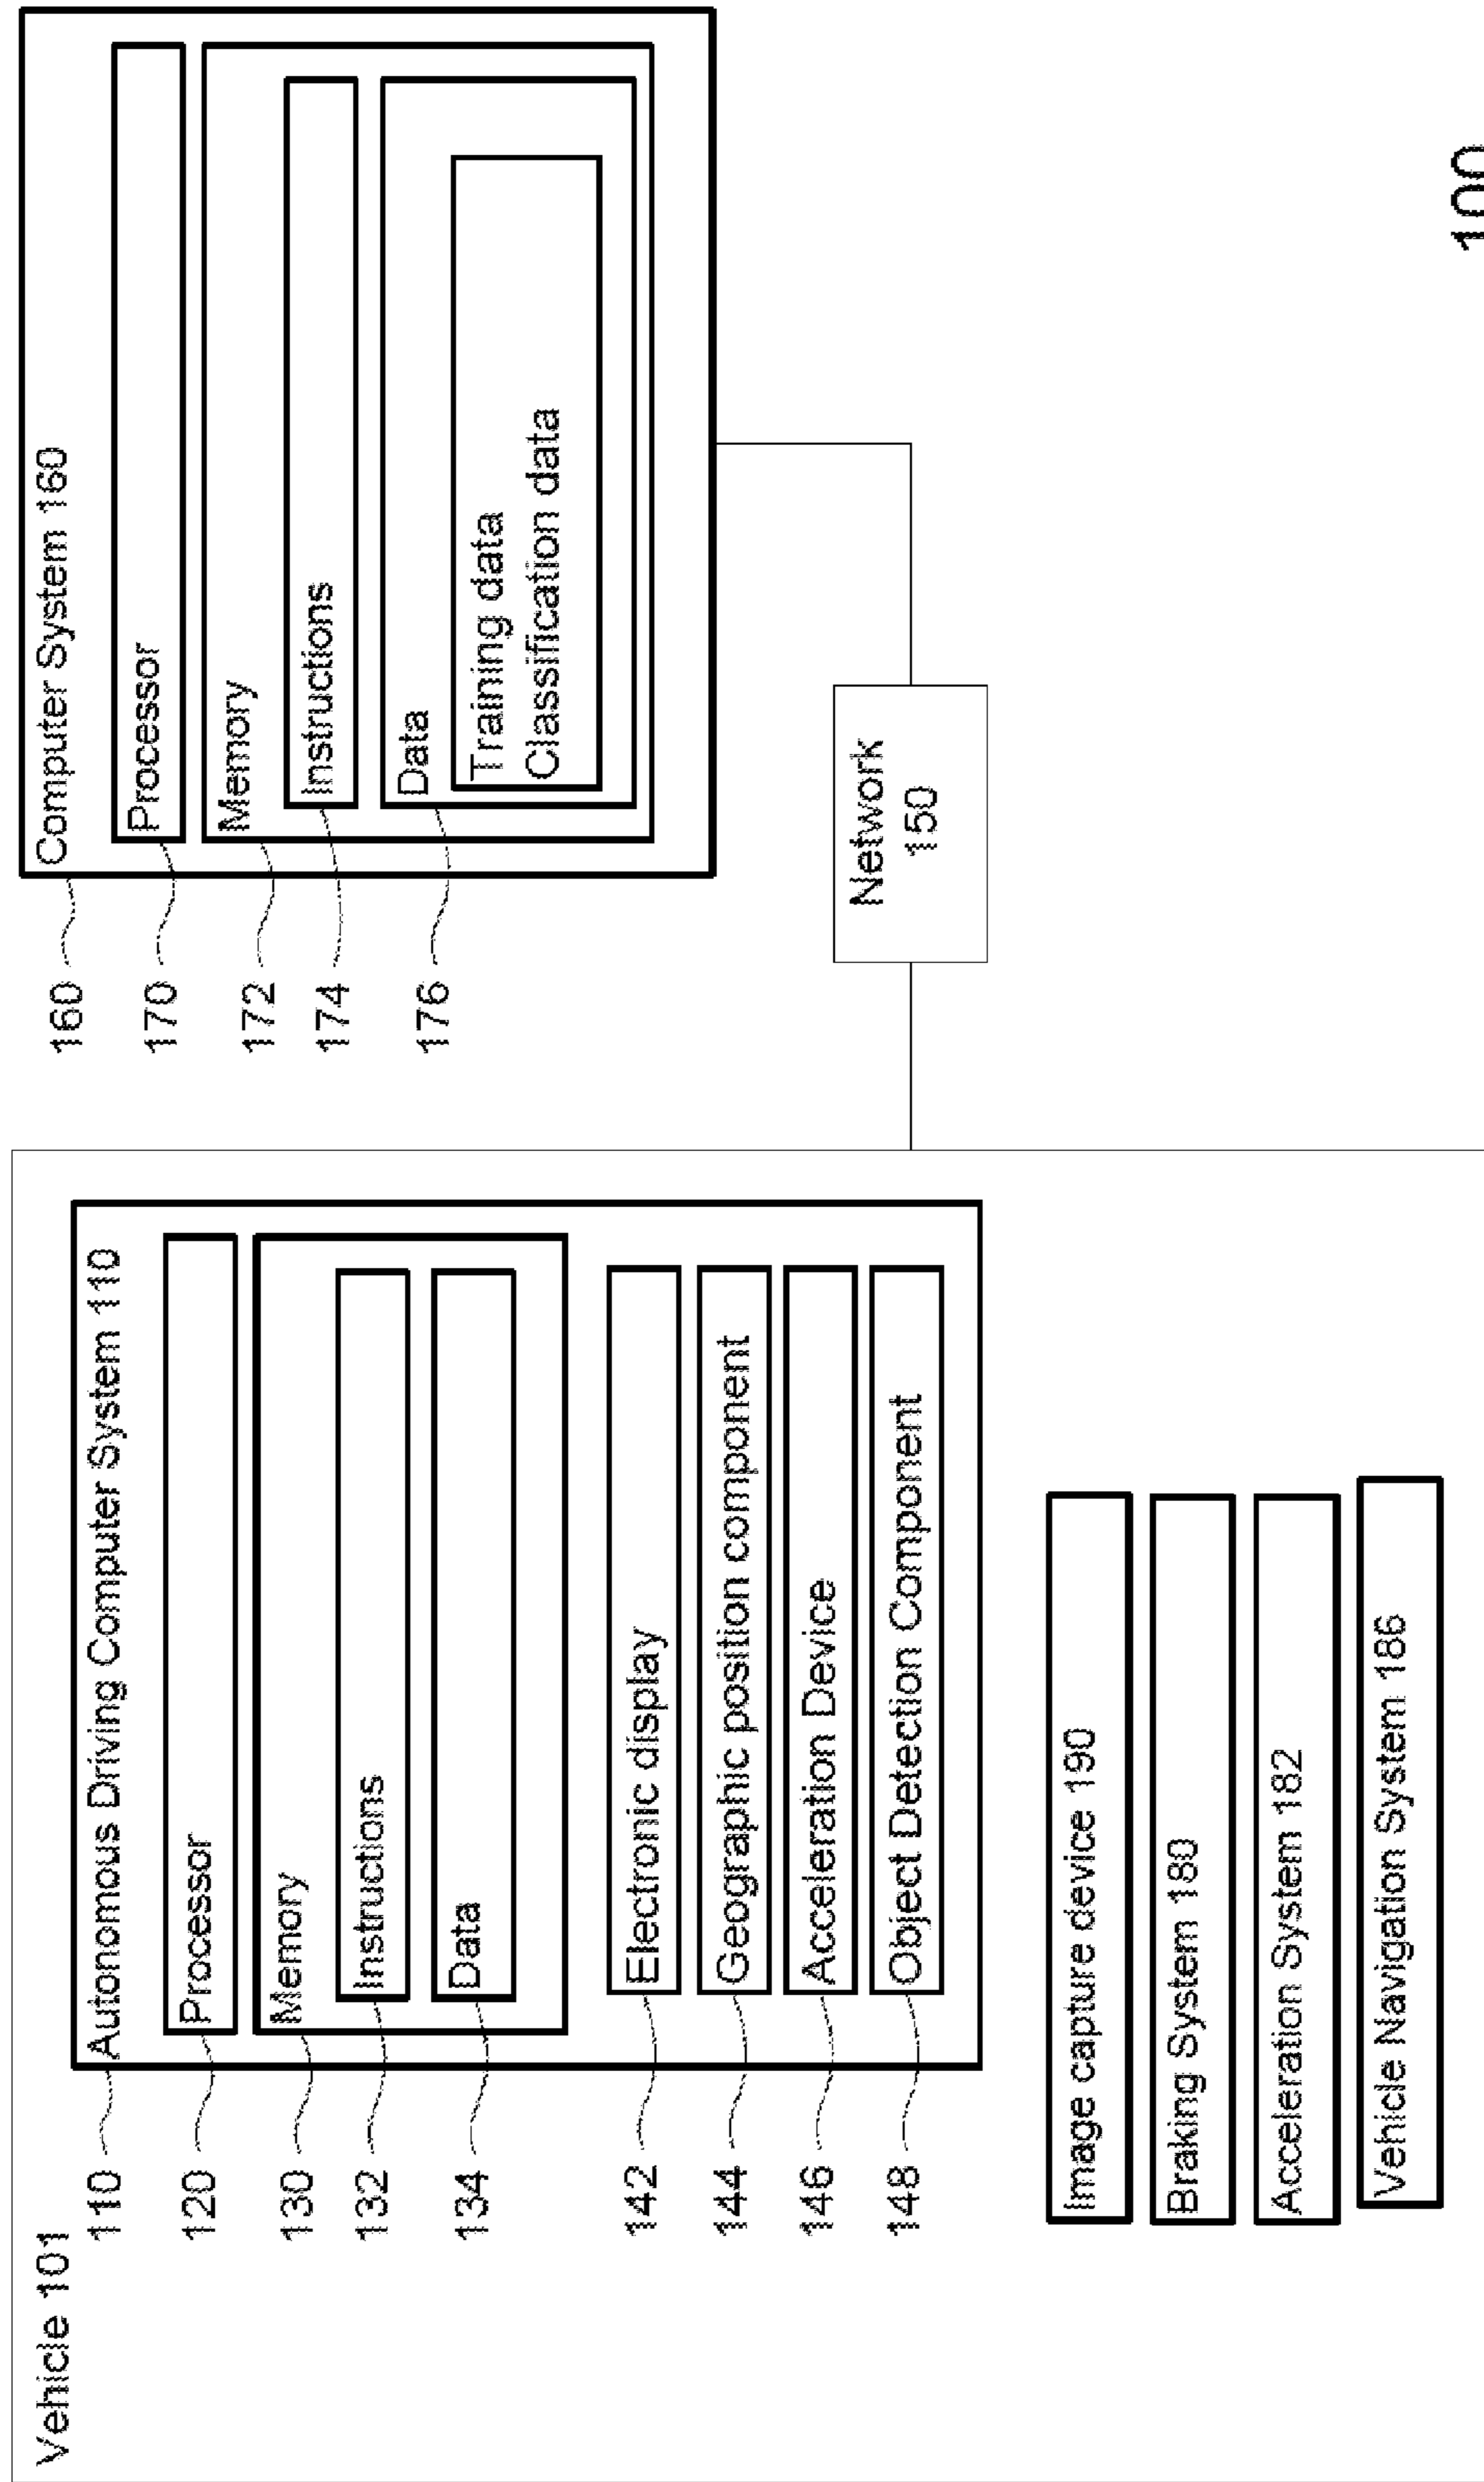 Vehicle 101
110
Autonomous Driving Computer System 110
120
Processor
130
Memory
132
Instructions
134
Data
142
Electronic display
144
Geographic position component
146
Acceleration Device
148
Object Detection Component
Image capture device 190
Braking System 180
Acceleration System 182
Vehicle Navigation System 186
160
Computer System 160
170
Processor
172
Memory
174
Instructions
176
Data
Training data
Classification data
Network
150
100